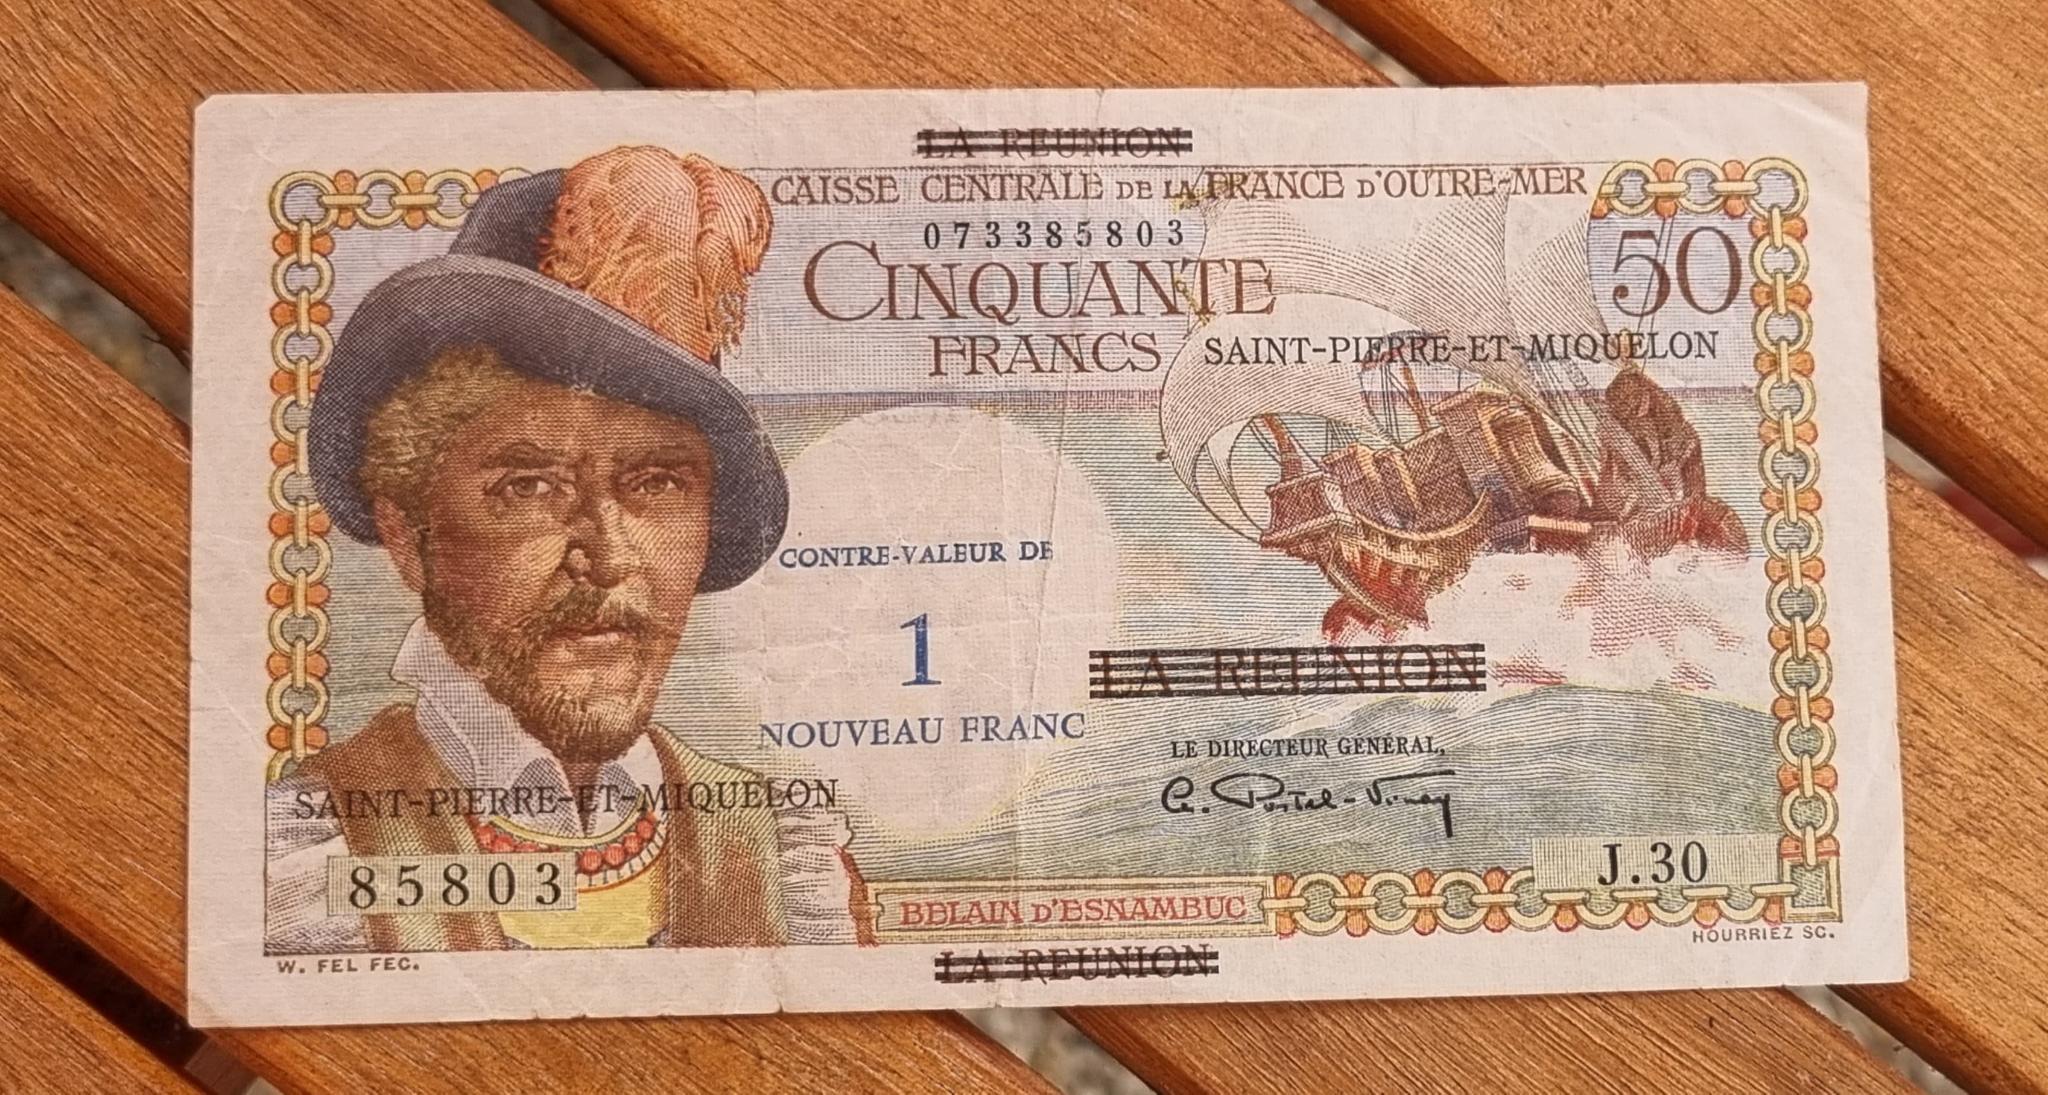 LA REUNION
CAISSE CENTRALE DE LA FRANCE D'OUTRE-MER
073385803
CINQUANTE
FRANCS
50
SAINT-PIERRE-ET-MIQUELON
CONTRE-VALEUR DE
1
NOUVEAU FRANC
LA REUNION
LE DIRECTEUR GÉNÉRAL,
SAINT-PIERRE-ET-MIQUELON
85803
J.30
BELAIN D'ESNAMBUC
W. FEL FEC.
LA REUNION
HOURRIEZ SC.